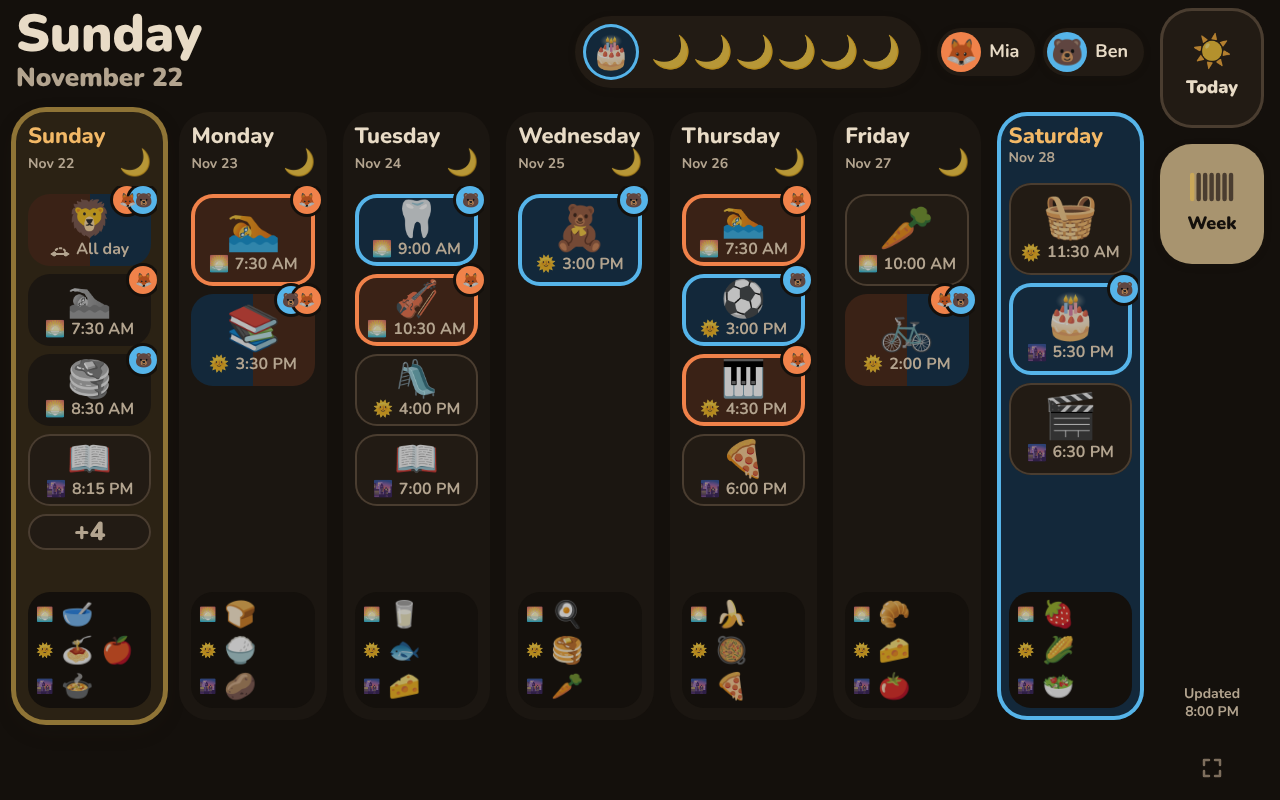 Sunday
November 22
Mia
Ben
Today
Week
Sunday
Nov 22
All day
7:30 AM
8:30 AM
8:15 PM
+4
Monday
Nov 23
7:30 AM
3:30 PM
Tuesday
Nov 24
9:00 AM
10:30 AM
4:00 PM
7:00 PM
Wednesday
Nov 25
3:00 PM
Thursday
Nov 26
7:30 AM
3:00 PM
4:30 PM
6:00 PM
Friday
Nov 27
10:00 AM
2:00 PM
Saturday
Nov 28
11:30 AM
5:30 PM
6:30 PM
Updated
8:00 PM